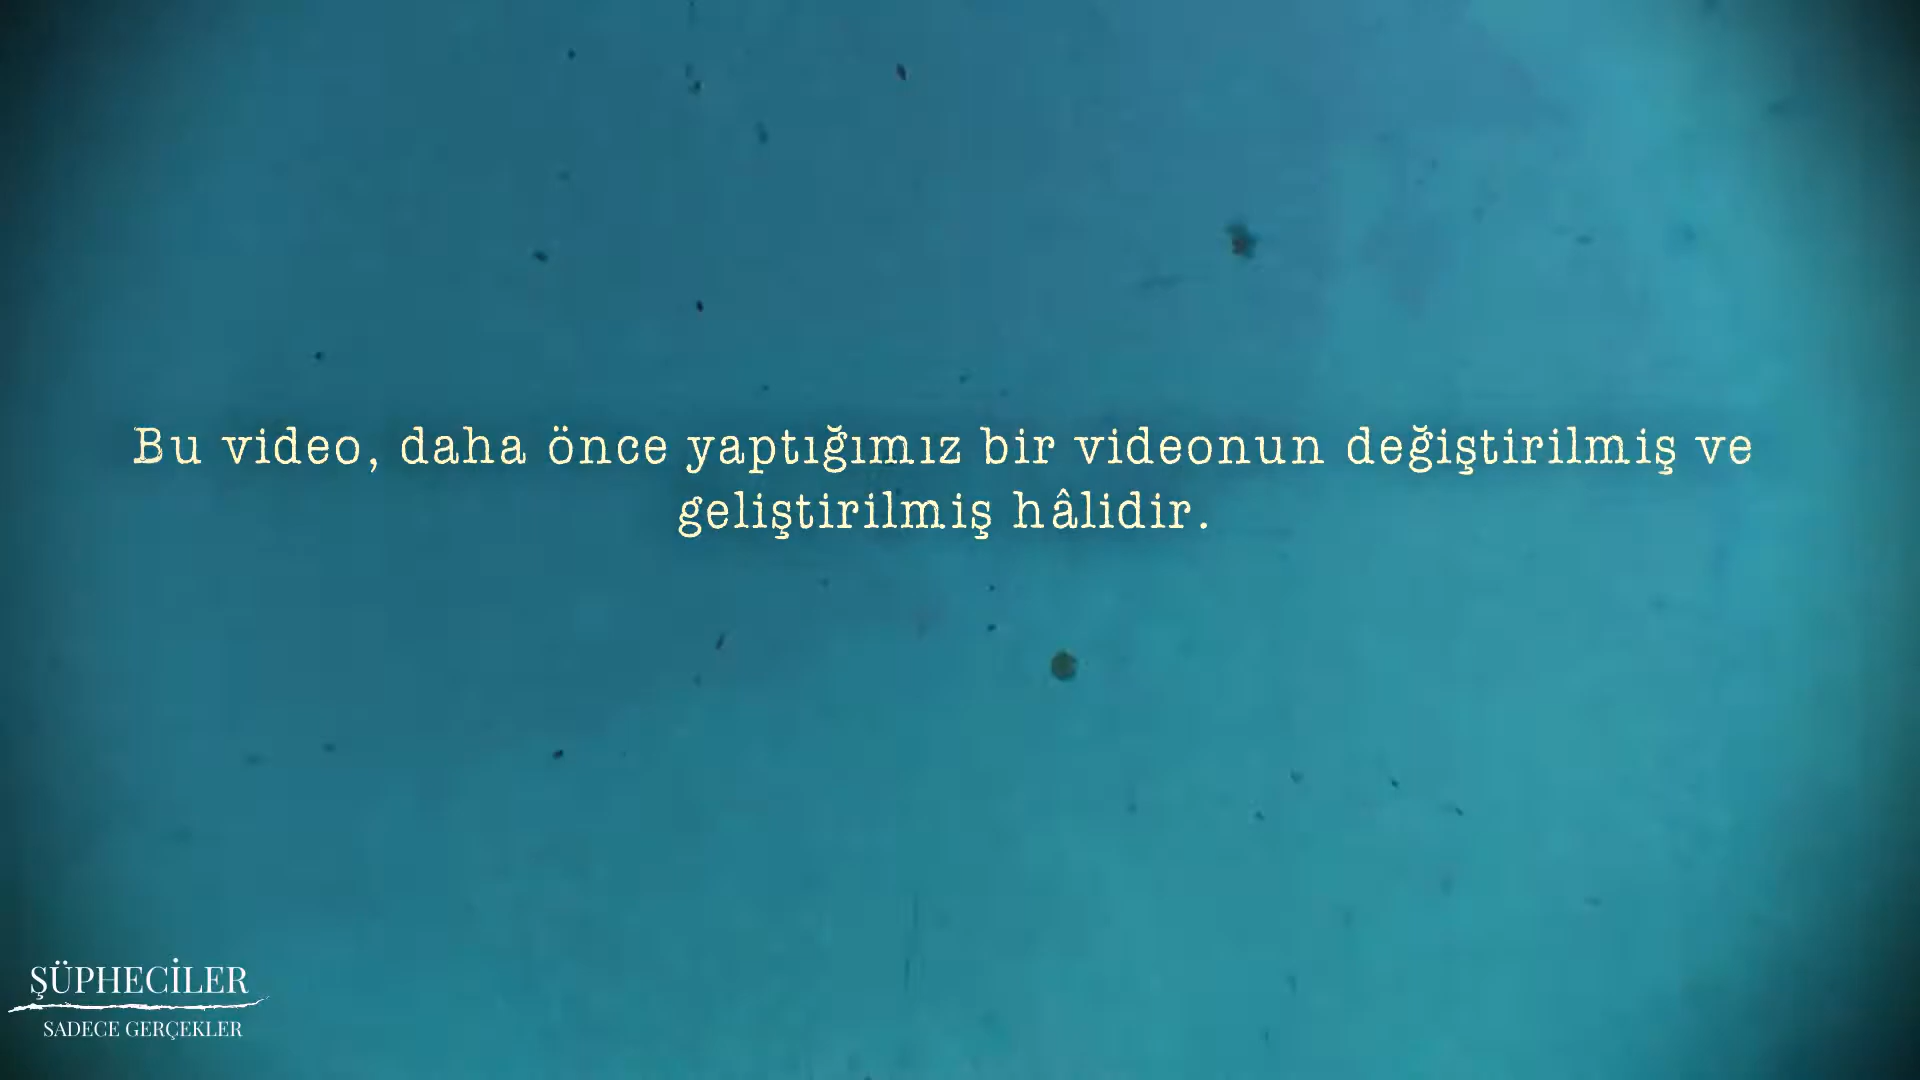 Bu video, daha önce yaptığımız bir videonun değiştirilmiş ve
geliştirilmiş hâlidir.
ŞÜPHECİLER
SADECE GERÇEKLER